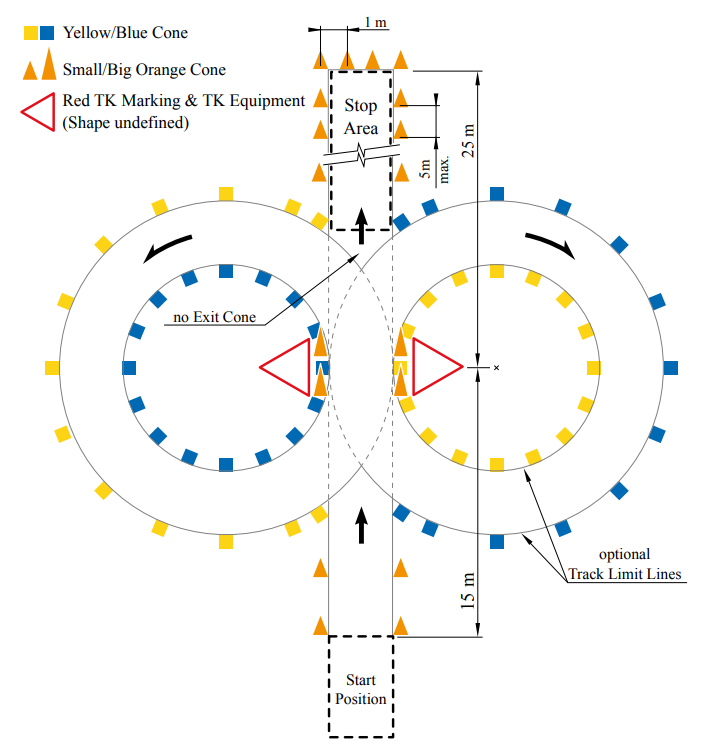 Yellow/Blue Cone
Small/Big Orange Cone
Red TK Marking & TK Equipment
(Shape undefined)
1 m
Stop
Area
5m
max.
25 m
no Exit Cone
15 m
optional
Track Limit Lines
Start
Position